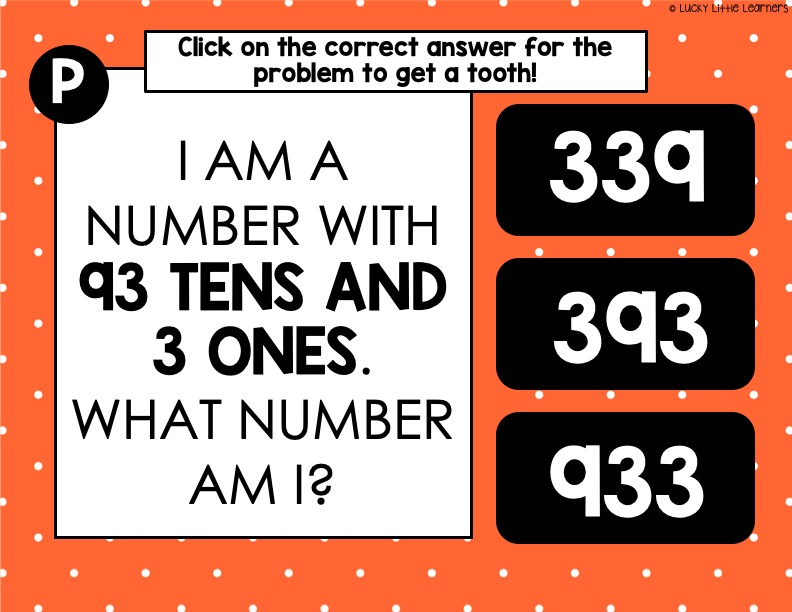 © Lucky Little Learners
Click on the correct answer for the
problem to get a tooth!
P
I AM A
NUMBER WITH
93 TENS AND
3 ONES.
WHAT NUMBER
AM I?
339
393
933